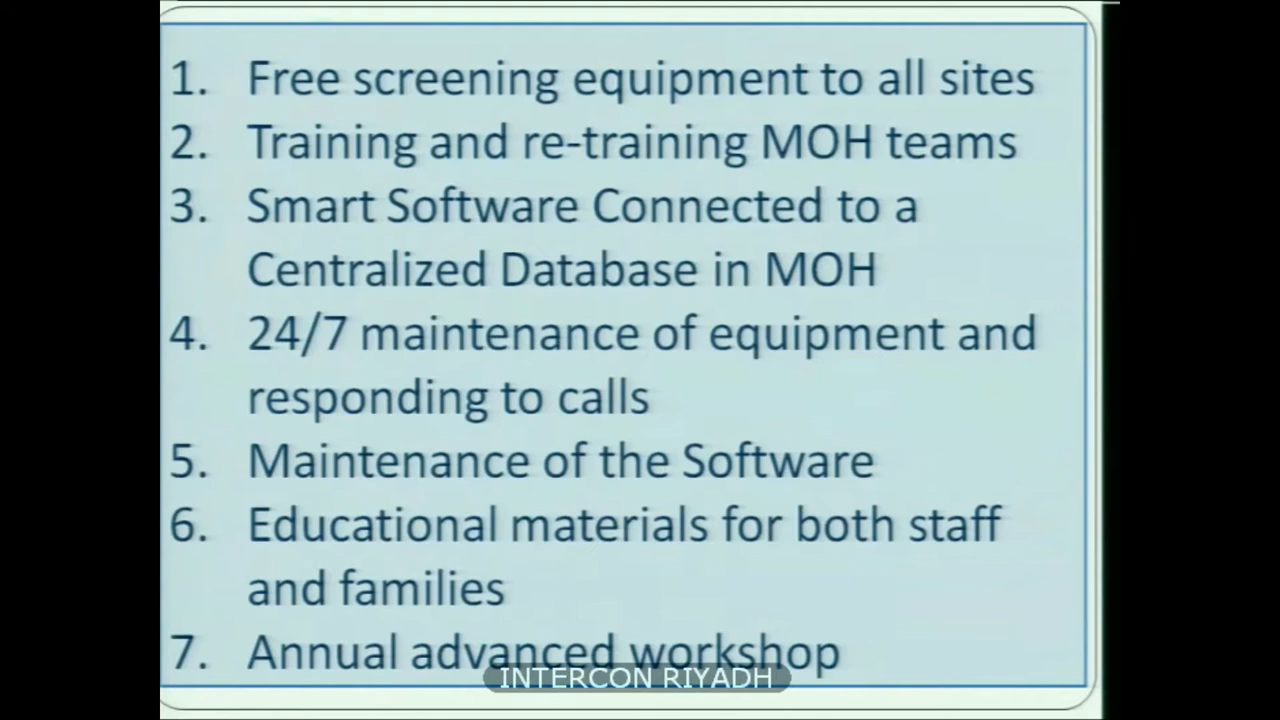 1. Free screening equipment to all sites
2. Training and re-training MOH teams
3. Smart Software Connected to a
Centralized Database in MOH
4. 24/7 maintenance of equipment and
responding to calls
5. Maintenance of the Software
6. Educational materials for both staff
and families
7. Annual advanced workshop
INTERCON RIYADH